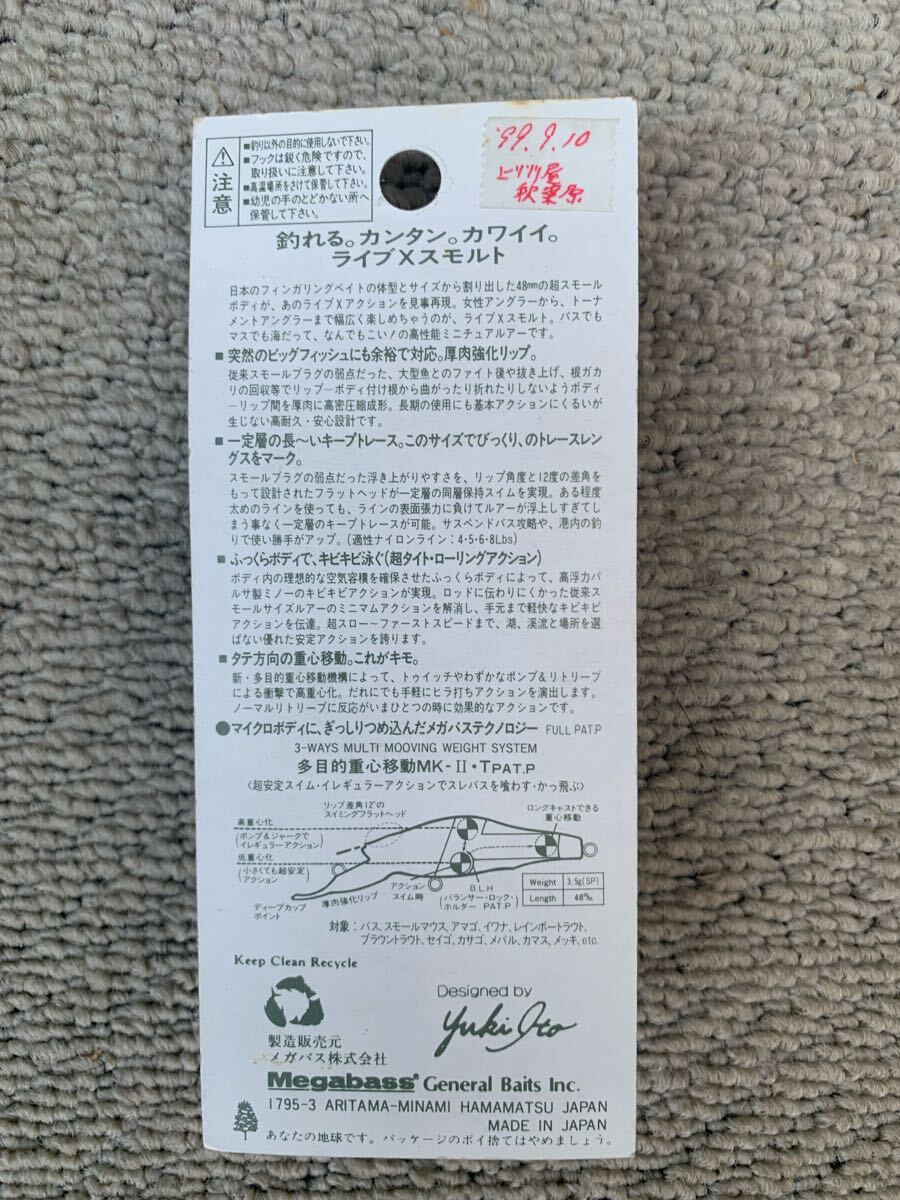 注意
■釣り以外の目的に使用しないで下さい。
■フックは鋭く危険ですので、
取り扱いに注意して下さい。
■高温場所をさけて保管して下さい。
■幼児の手のとどかない所へ
保管して下さい。
'99.9.10
秋葉原
釣れる。カンタン。カワイイ。
ライブXスモルト
日本のフィンガリングベイトの体型とサイズから割り出した48mmの超スモール
ボディが、あのライブXアクションを見事再現。女性アングラーから、トーナ
メントアングラーまで幅広く楽しめちゃうのが、ライブXスモルト。バスでも
マスでも海だって、なんでもこい!の高性能ミニチュアルアーです。
■ 突然のビッグフィッシュにも余裕で対応。厚肉強化リップ。
従来スモールプラグの弱点だった、大型魚とのファイト後や抜き上げ、根ガカ
リの回収等でリップーボディ付け根から曲がったり折れたりしないようボディ
ーリップ間を厚肉に高密圧縮成形。長期の使用にも基本アクションにくるいが
生じない高耐久・安心設計です。
■ 一定層の長〜いキープトレース。このサイズでびっくり、のトレースレン
グスをマーク。
スモールプラグの弱点だった浮き上がりやすさを、リップ角度と12度の差角を
もって設計されたフラットヘッドが一定層の同層保持スイムを実現。ある程度
太めのラインを使っても、ラインの表面張力に負けてルアーが浮上しすぎてし
まう事なく一定層のキープトレースが可能。サスペンドバス攻略や、港内の釣
りで使い勝手がアップ。(適性ナイロンライン:4・5・6・8Lbs)
■ ふっくらボディで、キビキビ泳ぐ(超タイト・ローリングアクション)
ボディ内の理想的な空気容積を確保させたふっくらボディによって、高浮力バ
ルサ製ミノーのキビキビアクションが実現。ロッドに伝わりにくかった従来ス
モールサイズルアーのミニマムアクションを解消し、手元まで軽快なキビキビ
アクションを伝達。超スロー〜ファーストスピードまで、湖、渓流と場所を選
ばない優れた安定アクションを誇ります。
■ タテ方向の重心移動。これがキモ。
新・多目的重心移動機構によって、トゥイッチやわずかなポンプ&リトリーブ
による衝撃で高重心化。だれにでも手軽にヒラ打ちアクションを演出します。
ノーマルリトリーブに反応がいまひとつの時に効果的なアクションです。
●マイクロボディに、ぎっしりつめ込んだメガバステクノロジー FULL PAT.P
3-WAYS MULTI MOOVING WEIGHT SYSTEM
多目的重心移動MK-II・TPAT.P
〈超安定スイム・イレギュラーアクションでスレバスを喰わす・かっ飛ぶ〉
リップ差角12°の
スイミングフラットヘッド
ロングキャストできる
重心移動
高重心化
(ポンプ&ジャークで
イレギュラーアクション)
低重心化
(小さくても超安定
アクション)
ディープカップ
ポイント
厚肉強化リップ
アクション
スイム時
B.L.H
(バランサー・ロック・
ホルダー PAT.P)
Weight 3.5g(SP)
Length 48m/m
対象:バス、スモールマウス、アマゴ、イワナ、レインボートラウト、
ブラウントラウト、セイゴ、カサゴ、メバル、カマス、メッキ、etc.
Keep Clean Recycle
Designed by
Yuki Ito
製造販売元
メガバス株式会社
Megabass General Baits Inc.
1795-3 ARITAMA-MINAMI HAMAMATSU JAPAN
MADE IN JAPAN
あなたの地球です。パッケージのポイ捨てはやめましょう。